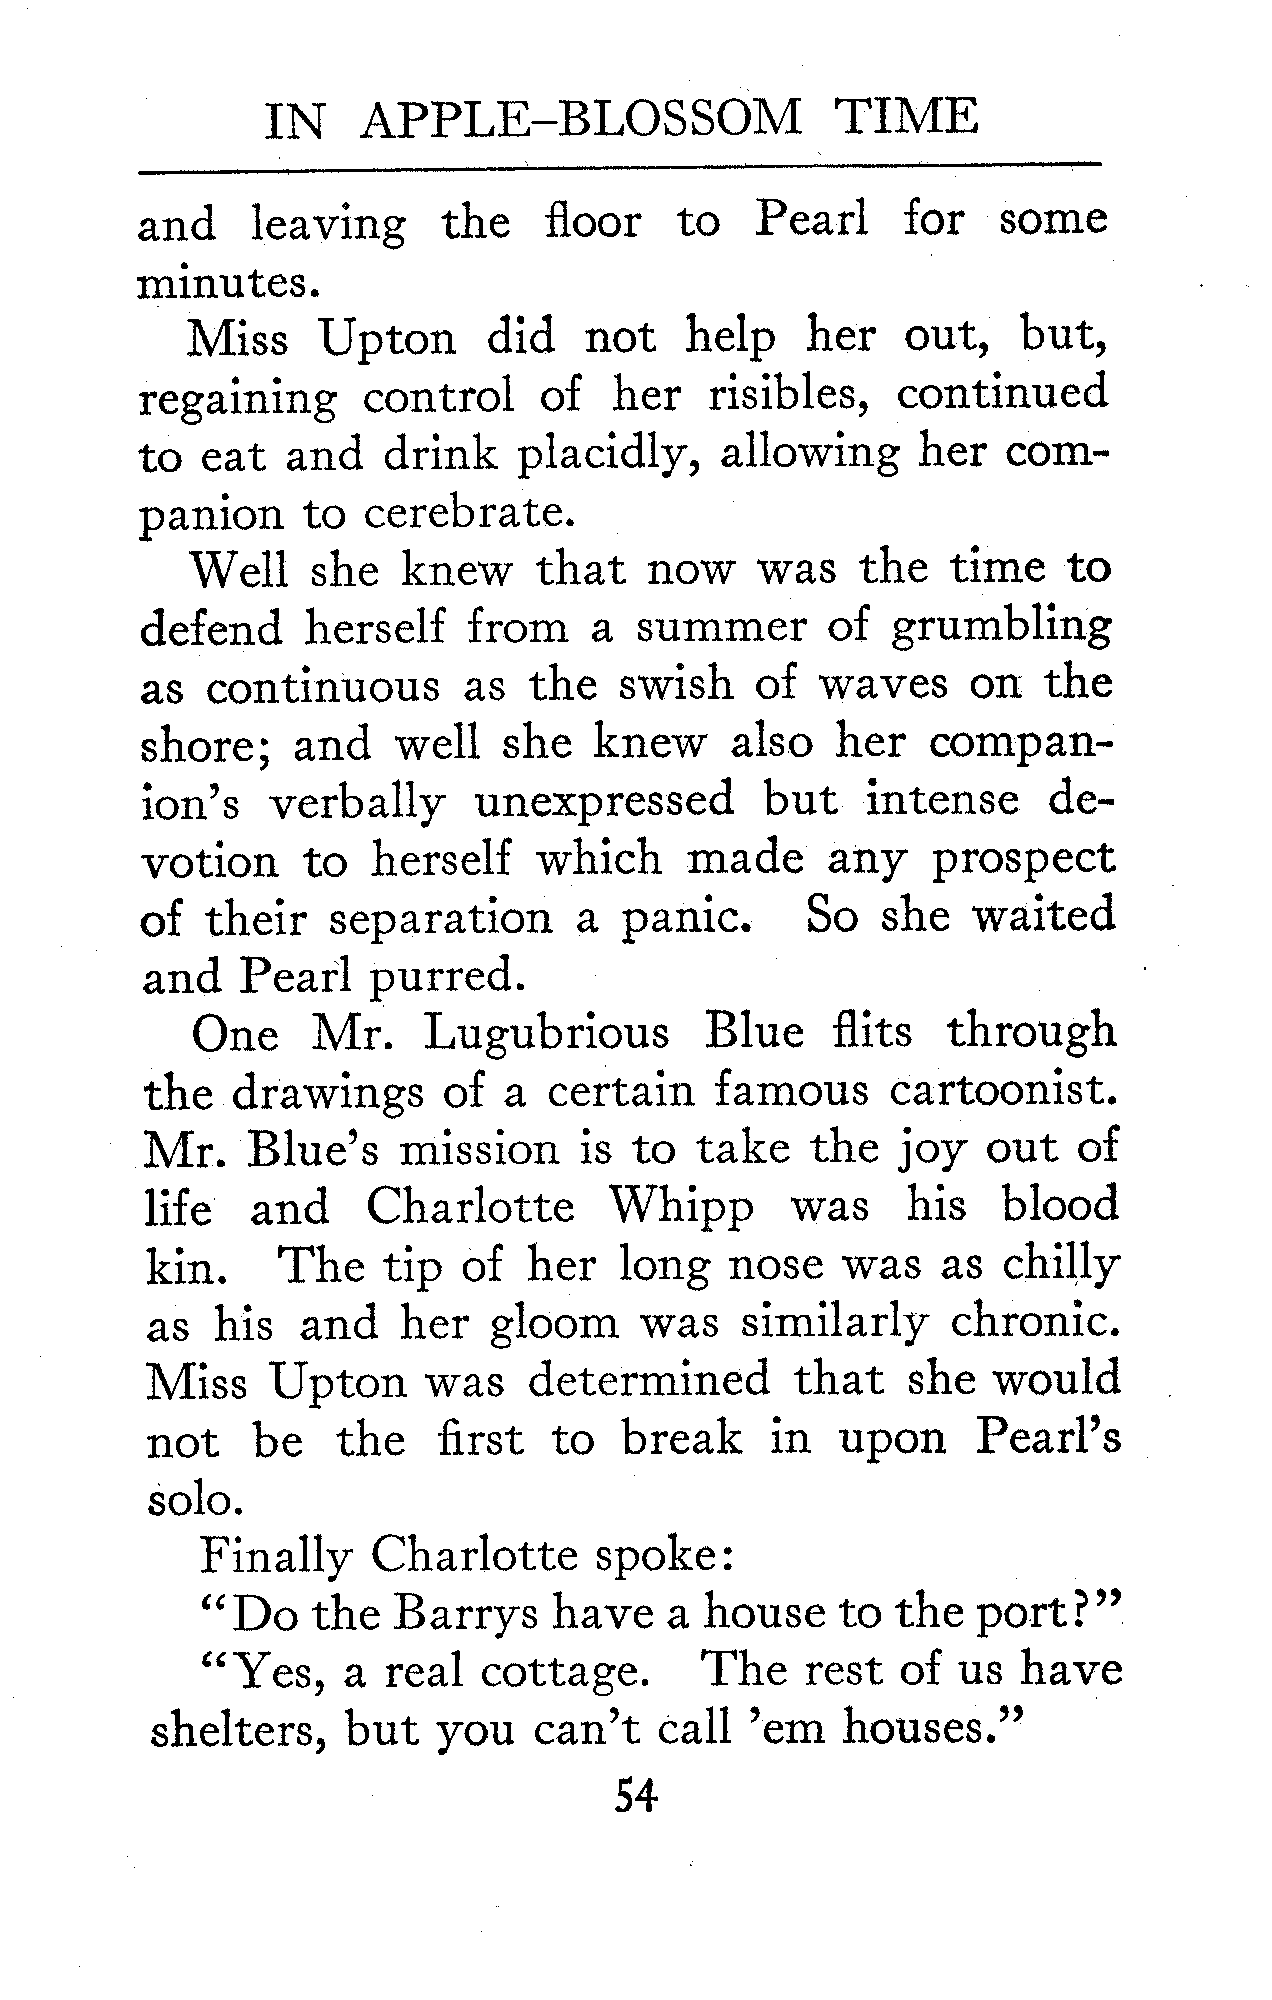 IN APPLE-BLOSSOM TIME
and leaving the floor to Pearl for some
minutes.
Miss Upton did not help her out, but,
regaining control of her risibles, continued
to eat and drink placidly, allowing her com-
panion to cerebrate.
Well she knew that now was the time to
defend herself from a summer of grumbling
as continuous as the swish of waves on the
shore; and well she knew also her compan-
ion's verbally unexpressed but intense de-
votion to herself which made any prospect
of their separation a panic. So she waited
and Pearl purred.
One Mr. Lugubrious Blue flits through
the drawings of a certain famous cartoonist.
Mr. Blue's mission is to take the joy out of
life and Charlotte Whipp was his blood
kin. The tip of her long nose was as chilly
as his and her gloom was similarly chronic.
Miss Upton was determined that she would
not be the first to break in upon Pearl's
solo.
Finally Charlotte spoke:
“Do the Barrys have a house to the port?”
“Yes, a real cottage. The rest of us have
shelters, but you can't call 'em houses.”
54